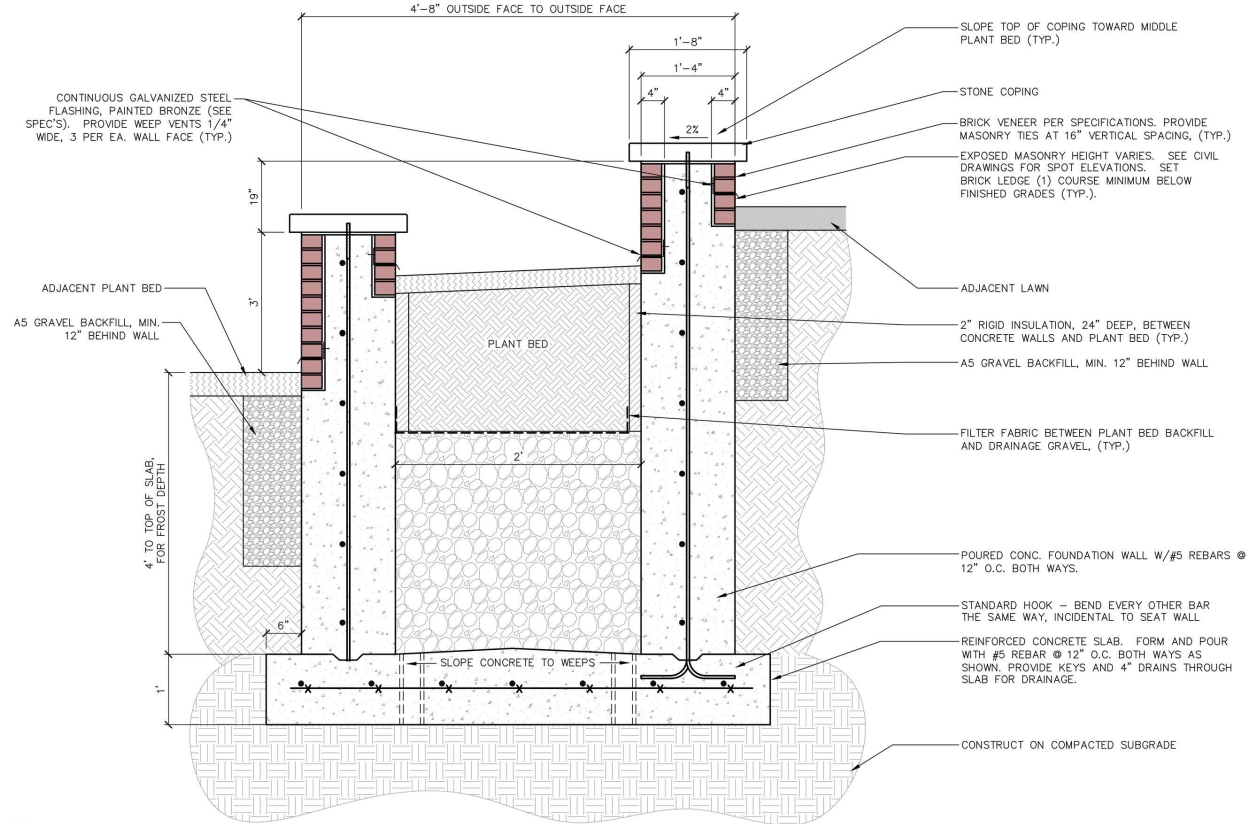 4'-8" OUTSIDE FACE TO OUTSIDE FACE
SLOPE TOP OF COPING TOWARD MIDDLE
PLANT BED (TYP.)
1'-8"
1'-4"
4"
4"
2%
CONTINUOUS GALVANIZED STEEL
FLASHING, PAINTED BRONZE (SEE
SPEC'S). PROVIDE WEEP VENTS 1/4"
WIDE, 3 PER EA. WALL FACE (TYP.)
STONE COPING
BRICK VENEER PER SPECIFICATIONS. PROVIDE
MASONRY TIES AT 16" VERTICAL SPACING, (TYP.)
EXPOSED MASONRY HEIGHT VARIES. SEE CIVIL
DRAWINGS FOR SPOT ELEVATIONS. SET
BRICK LEDGE (1) COURSE MINIMUM BELOW
FINISHED GRADES (TYP.).
19"
3'
ADJACENT PLANT BED
A5 GRAVEL BACKFILL, MIN.
12" BEHIND WALL
ADJACENT LAWN
PLANT BED
2" RIGID INSULATION, 24" DEEP, BETWEEN
CONCRETE WALLS AND PLANT BED (TYP.)
A5 GRAVEL BACKFILL, MIN. 12" BEHIND WALL
FILTER FABRIC BETWEEN PLANT BED BACKFILL
AND DRAINAGE GRAVEL, (TYP.)
2'
4' TO TOP OF SLAB,
FOR FROST DEPTH
POURED CONC. FOUNDATION WALL W/#5 REBARS @
12" O.C. BOTH WAYS.
STANDARD HOOK – BEND EVERY OTHER BAR
THE SAME WAY, INCIDENTAL TO SEAT WALL
6"
SLOPE CONCRETE TO WEEPS
REINFORCED CONCRETE SLAB. FORM AND POUR
WITH #5 REBAR @ 12" O.C. BOTH WAYS AS
SHOWN. PROVIDE KEYS AND 4" DRAINS THROUGH
SLAB FOR DRAINAGE.
1'
CONSTRUCT ON COMPACTED SUBGRADE